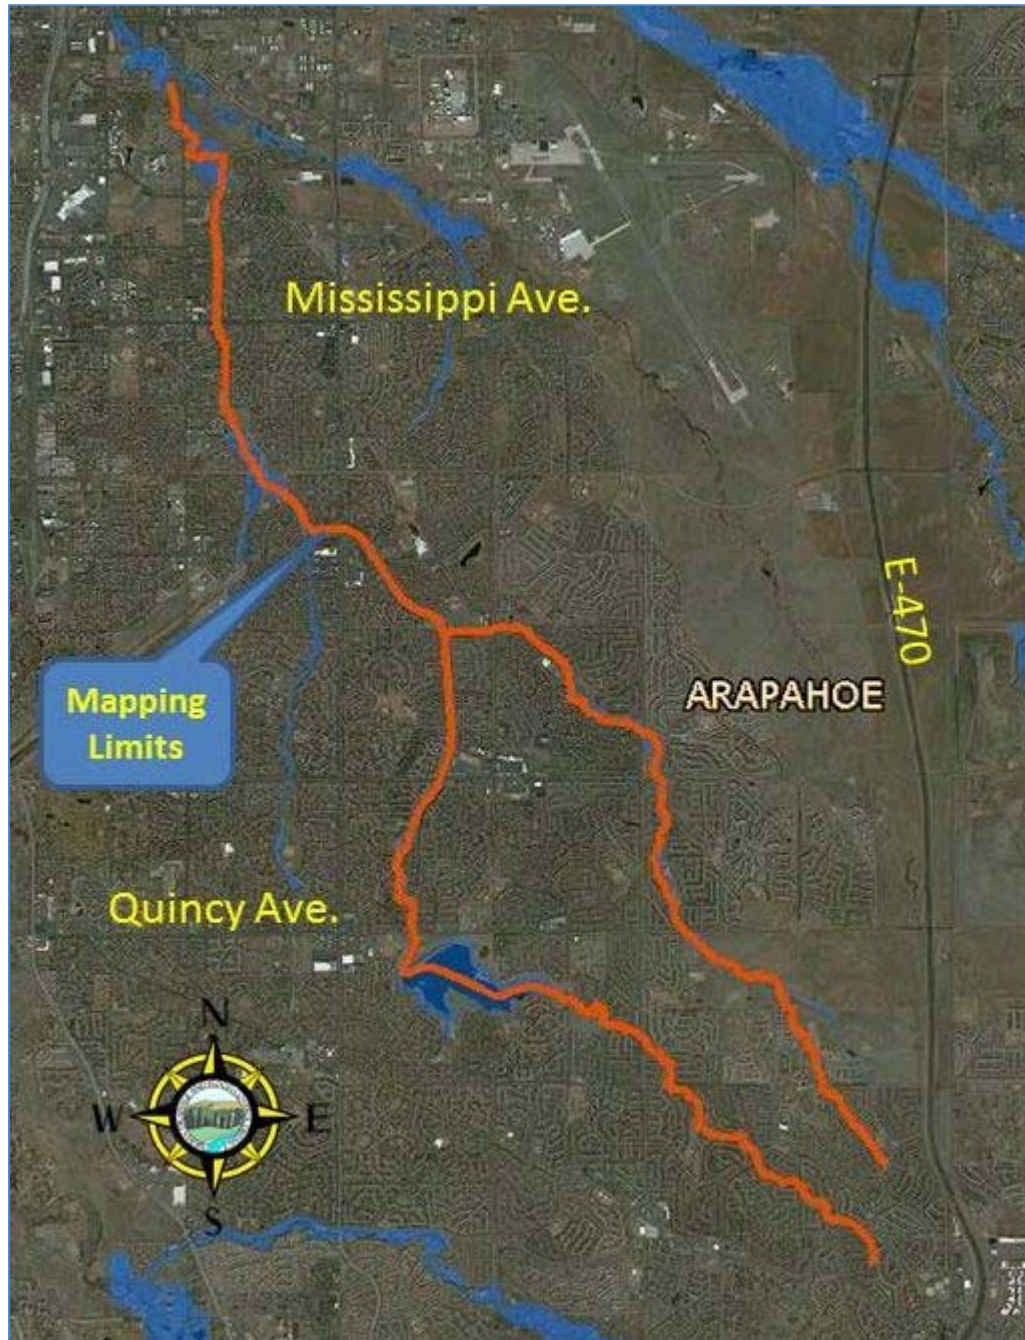 Mississippi Ave.
E-470
ARAPAHOE
Mapping
Limits
Quincy Ave.
N
W
E
S